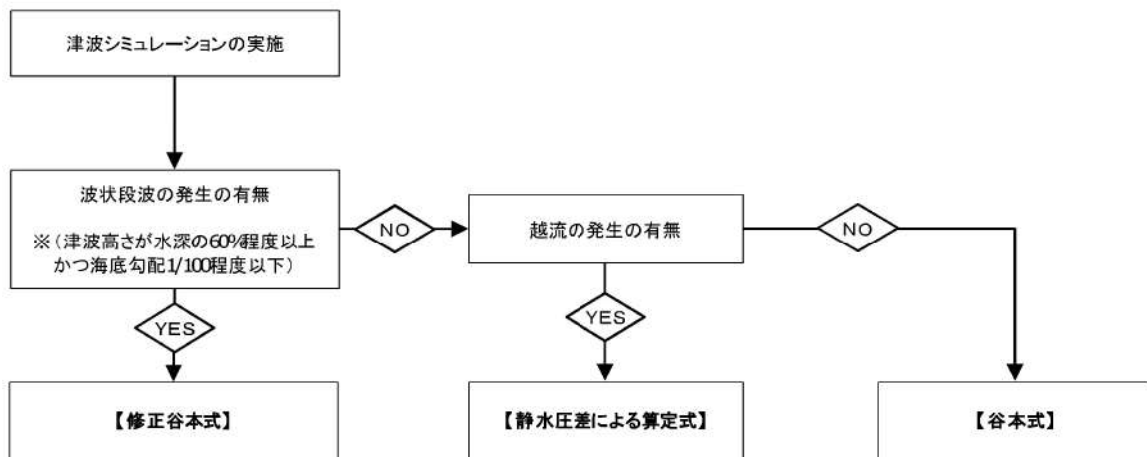 津波シミュレーションの実施
波状段波の発生の有無
※（津波高さが水深の60%程度以上
かつ海底勾配1/100程度以下）
NO
越流の発生の有無
NO
YES
YES
【修正谷本式】
【静水圧差による算定式】
【谷本式】